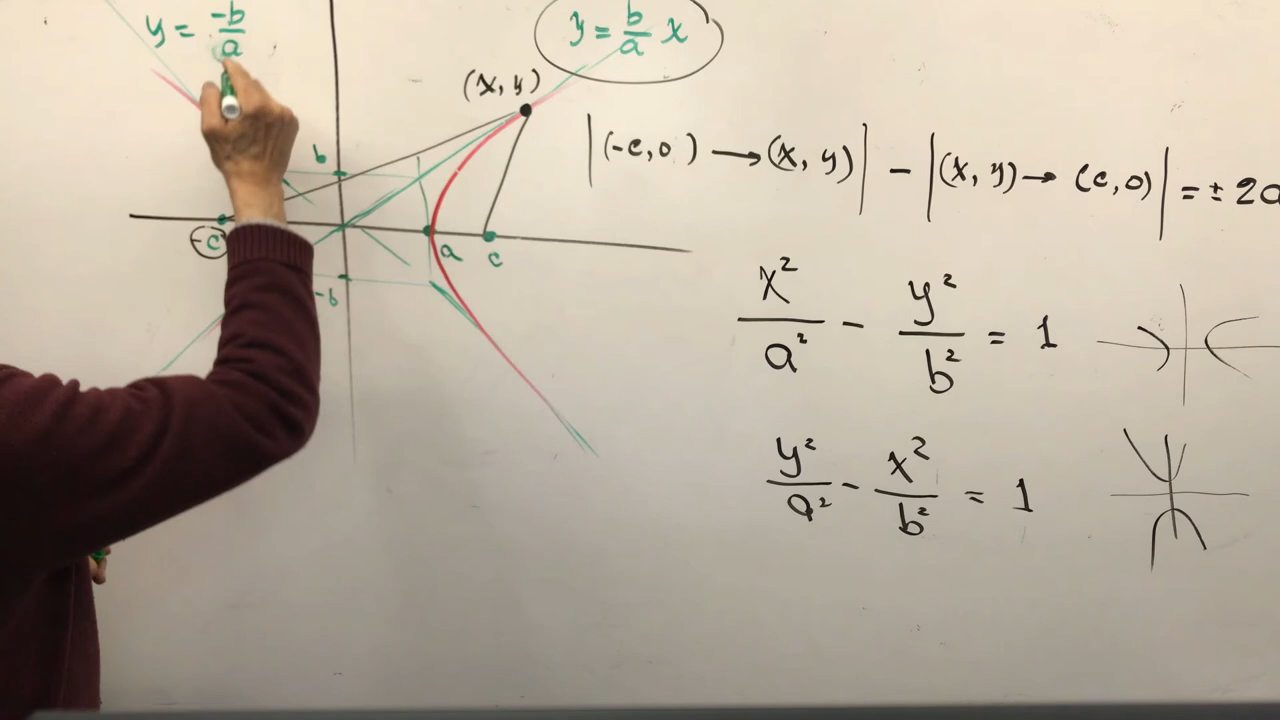 y = -b/a
y = b/a x
(x, y)
b
|(-c, 0) → (x, y)| - |(x, y) → (c, 0)| = ± 2a
-c
a
c
-b
x²/a² - y²/b² = 1
y²/a² - x²/b² = 1